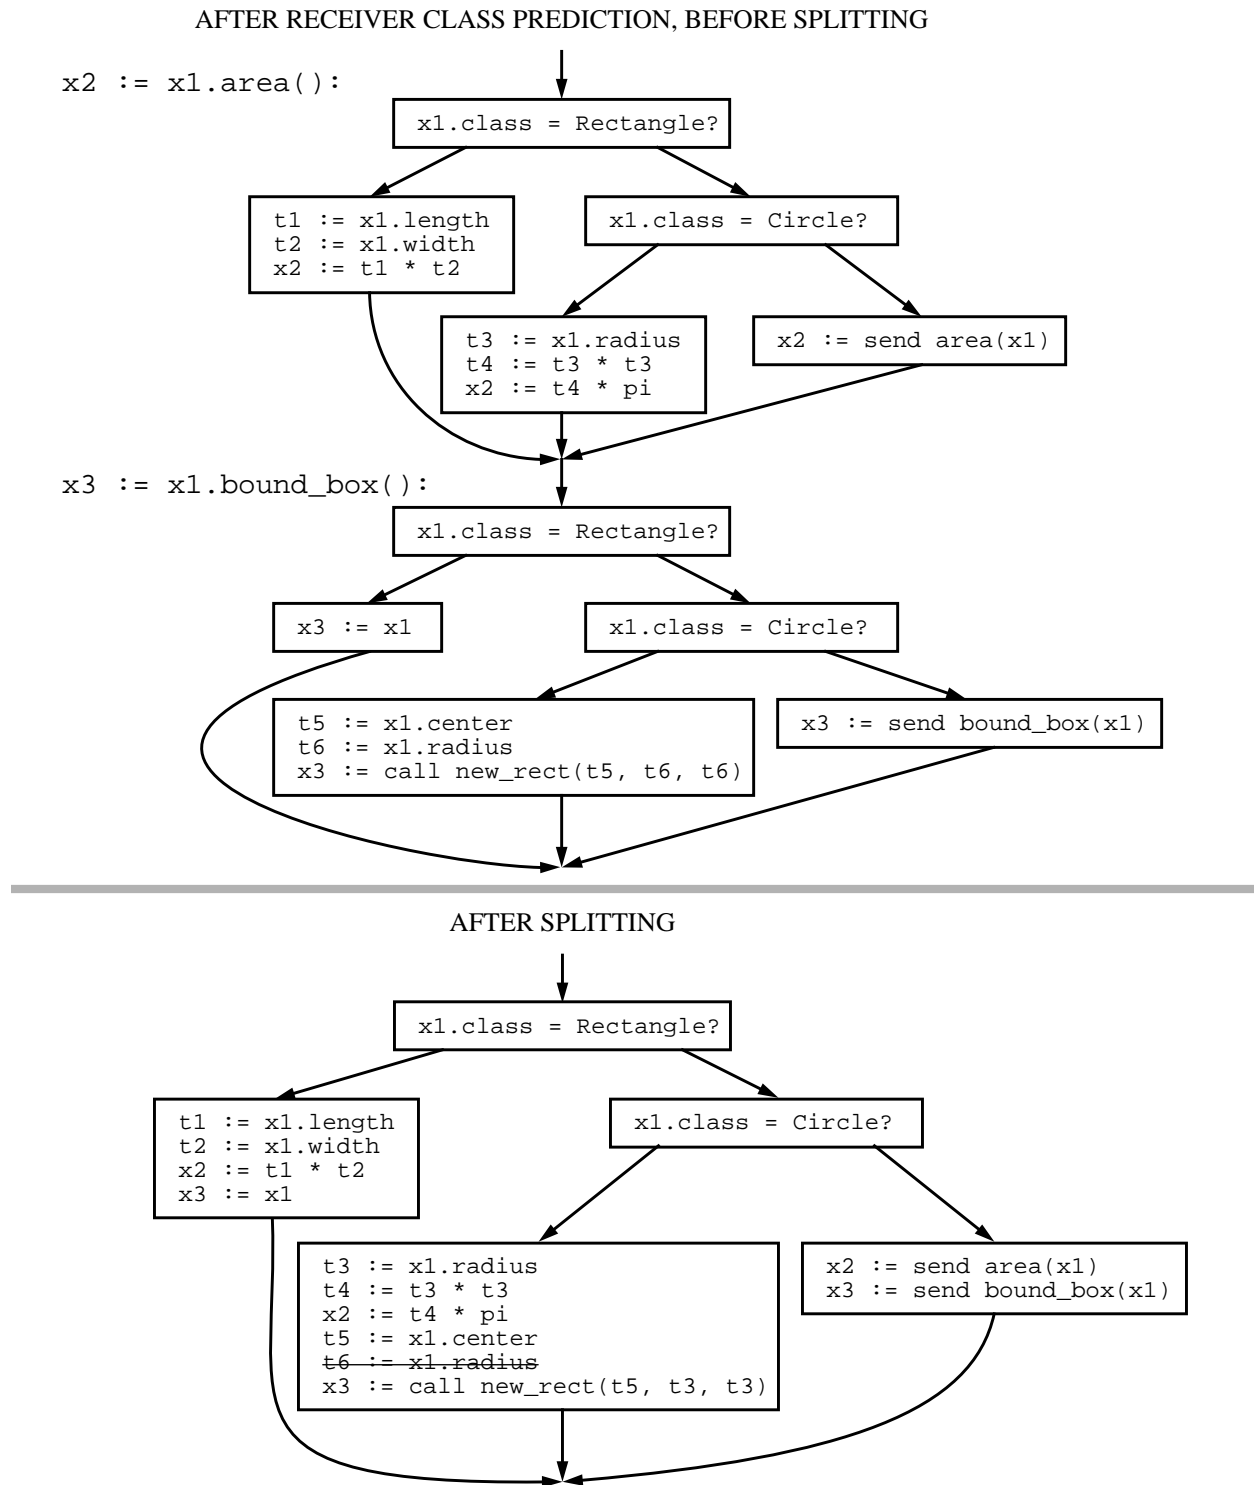 AFTER RECEIVER CLASS PREDICTION, BEFORE SPLITTING
x2 := x1.area():
x1.class = Rectangle?
t1 := x1.length
t2 := x1.width
x2 := t1 * t2
x1.class = Circle?
t3 := x1.radius
t4 := t3 * t3
x2 := t4 * pi
x2 := send area(x1)
x3 := x1.bound_box():
x1.class = Rectangle?
x3 := x1
x1.class = Circle?
t5 := x1.center
t6 := x1.radius
x3 := call new_rect(t5, t6, t6)
x3 := send bound_box(x1)
AFTER SPLITTING
x1.class = Rectangle?
t1 := x1.length
t2 := x1.width
x2 := t1 * t2
x3 := x1
x1.class = Circle?
t3 := x1.radius
t4 := t3 * t3
x2 := t4 * pi
t5 := x1.center
t6 := x1.radius
x3 := call new_rect(t5, t3, t3)
x2 := send area(x1)
x3 := send bound_box(x1)